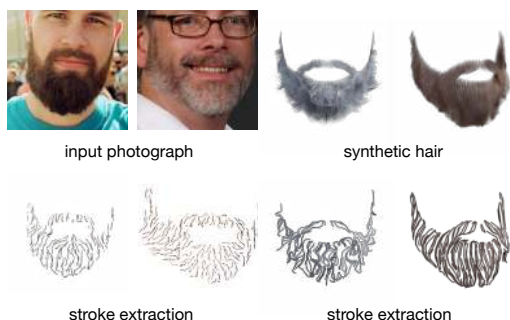 input photograph
synthetic hair
stroke extraction
stroke extraction